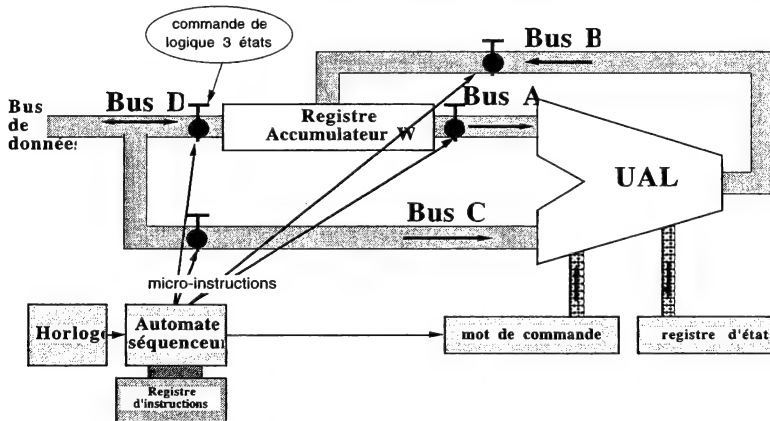 commande de
logique 3 états
Bus B
Bus D
Bus A
Bus
de
donnée
Registre
Accumulateur W
UAL
Bus C
micro-instructions
Horloge
Automate
séquenceur
mot de commande
registre d'état
Registre
d'instructions